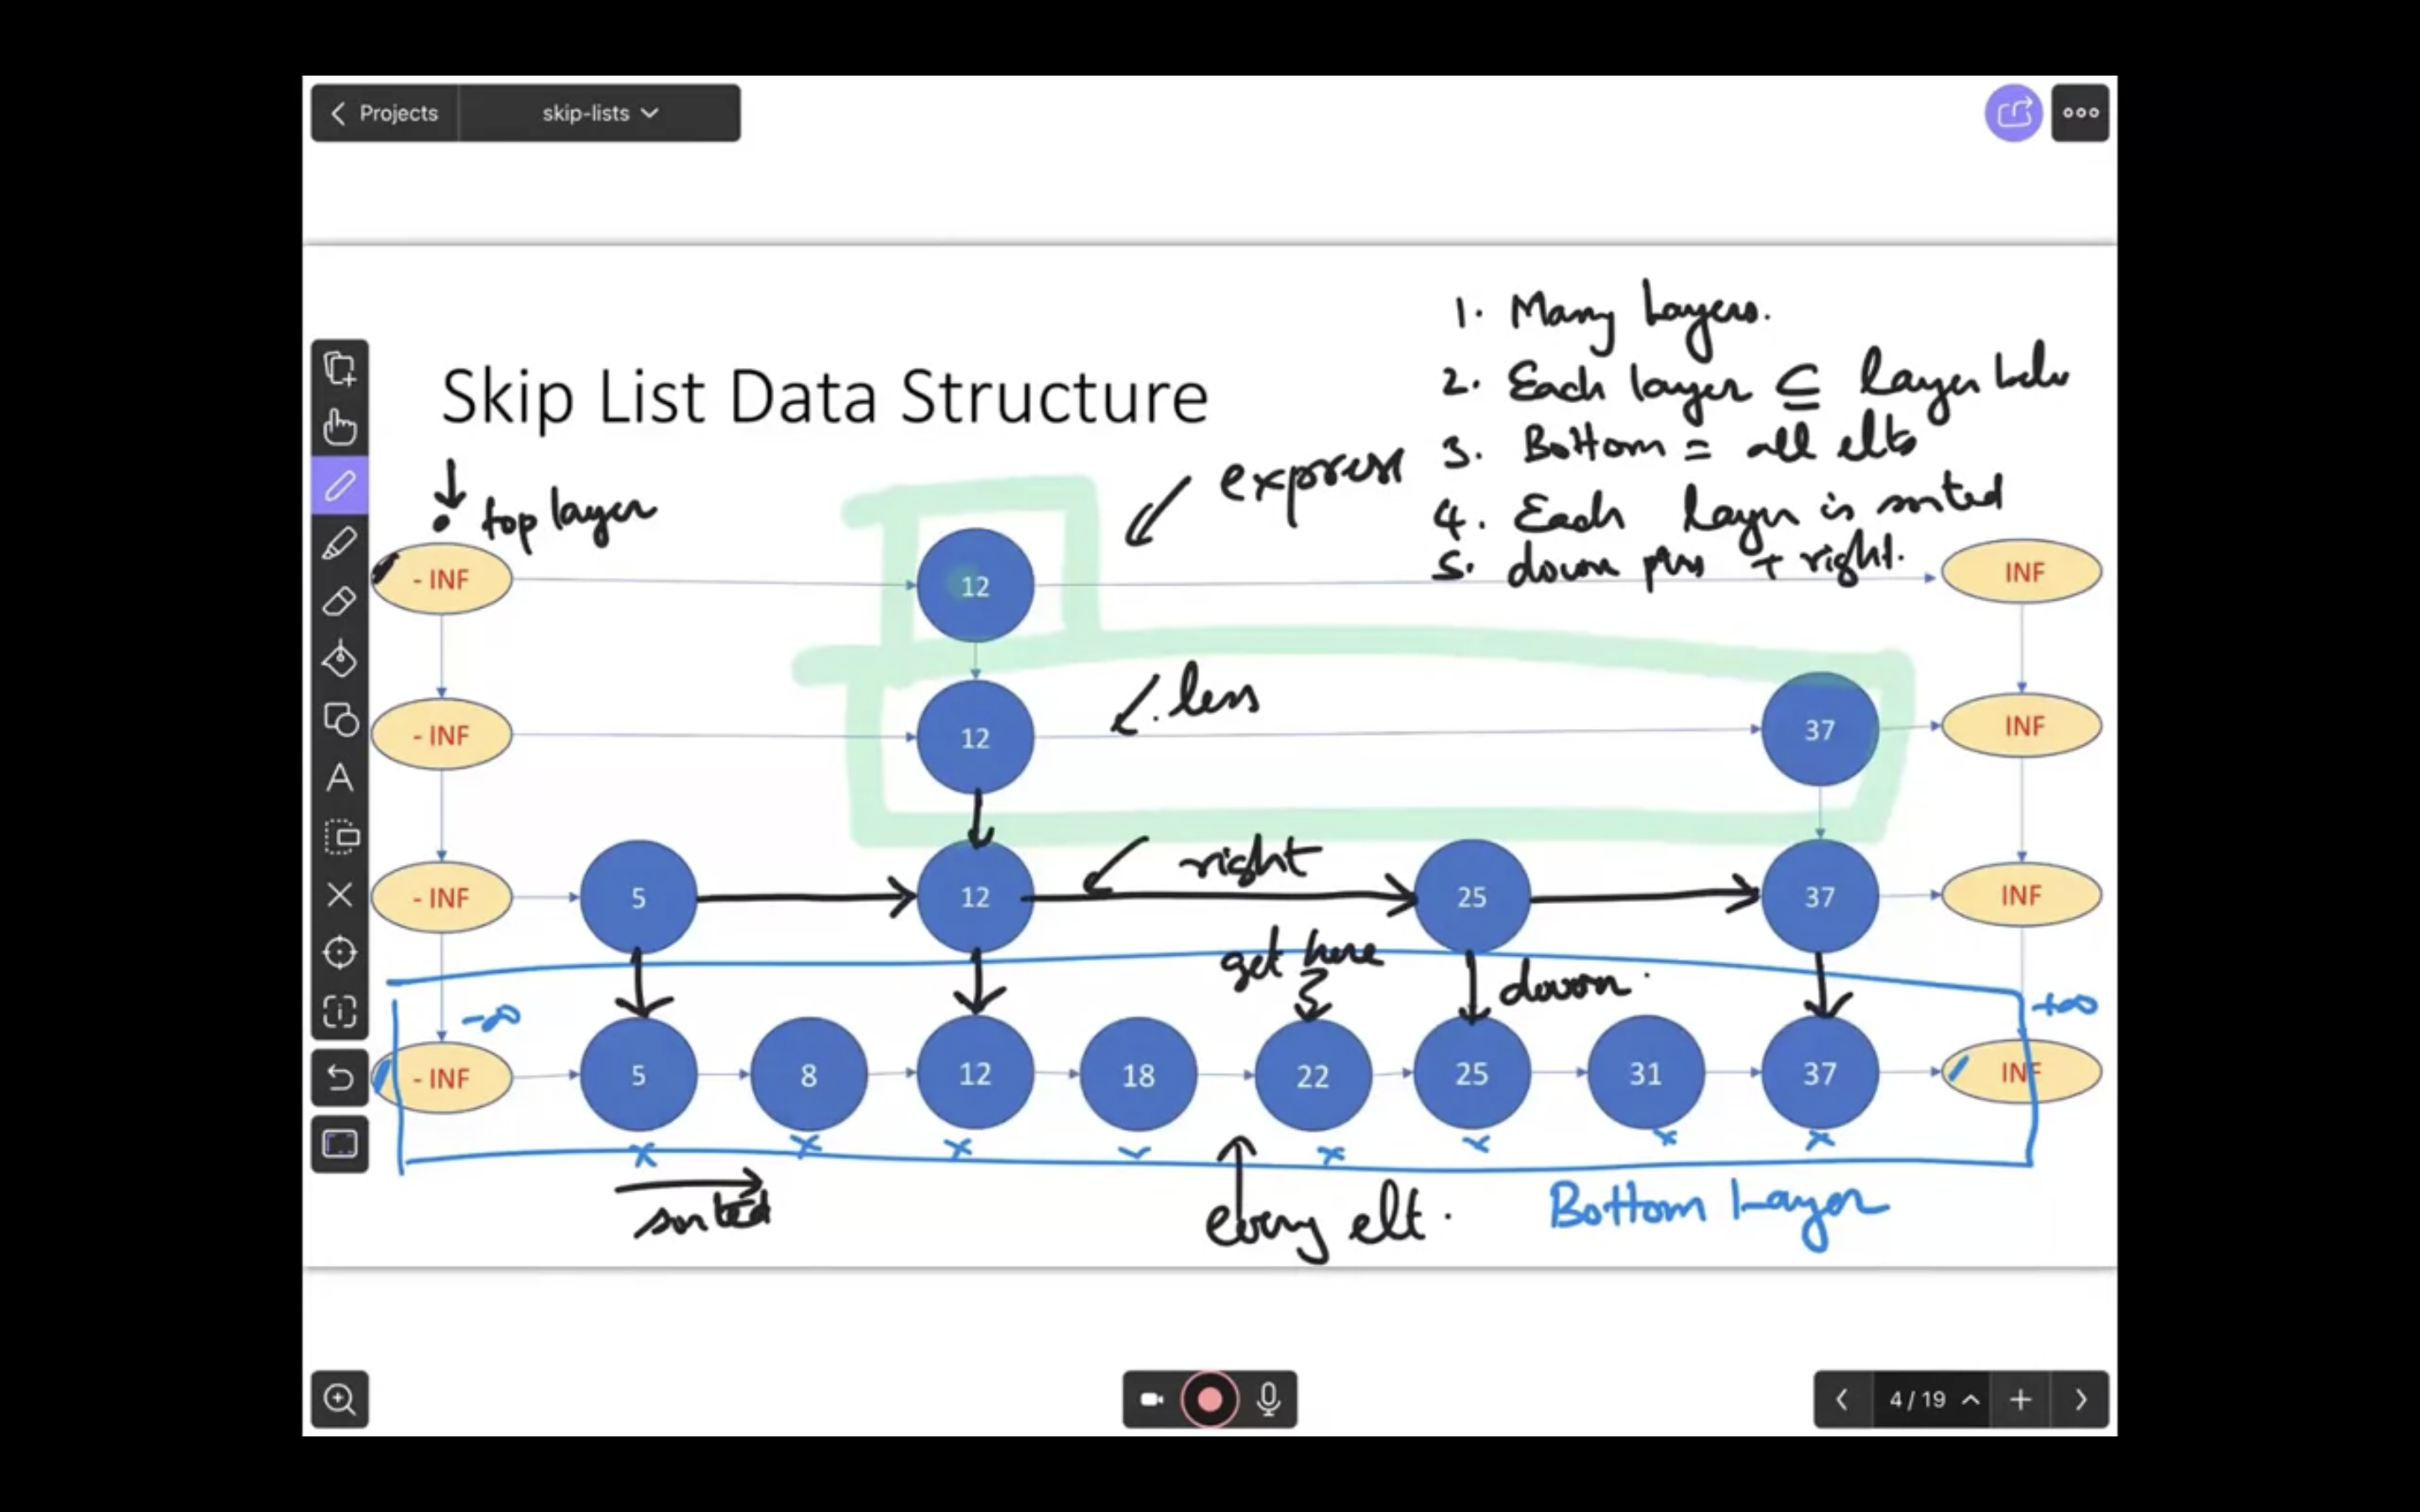 Projects
skip-lists
1. Many Layers.
2. Each layer ⊆ layer below
Skip List Data Structure
3. Bottom = all elts
express
4. Each layer is sorted
top layer
5. down ptrs + right.
- INF 12 INF
less
- INF 12 37 INF
right
- INF 5 12 25 37 INF
get here
down.
-∞ +∞
- INF 5 8 12 18 22 25 31 37 INF
sorted
every elt.
Bottom Layer
4 / 19